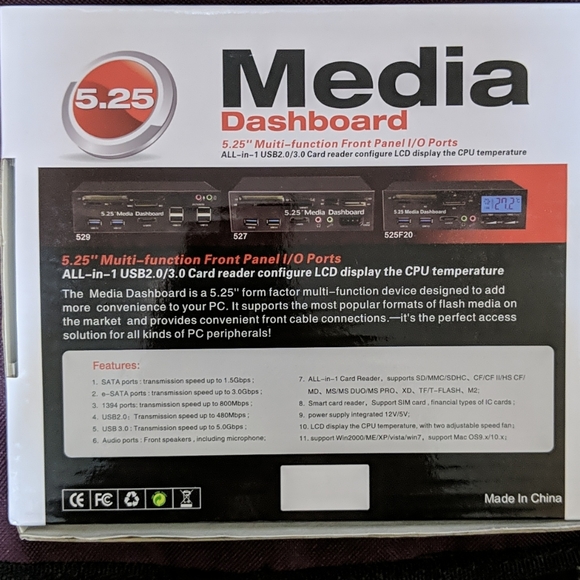 5.25
Media
Dashboard
5.25" Muiti-function Front Panel I/O Ports
ALL-in-1 USB2.0/3.0 Card reader configure LCD display the CPU temperature
5.25" Media Dashboard
5.25" Media Dashboard
5.25 Media Dashboard
127.2
529
527
525F20
5.25" Muiti-function Front Panel I/O Ports
ALL-in-1 USB2.0/3.0 Card reader configure LCD display the CPU temperature
The Media Dashboard is a 5.25" form factor multi-function device designed to add
more convenience to your PC. It supports the most popular formats of flash media on
the market and provides convenient front cable connections.—it's the perfect access
solution for all kinds of PC peripherals!
Features:
1. SATA ports : transmission speed up to 1.5Gbps ;
2. e-SATA ports : transmission speed up to 3.0Gbps ;
3. 1394 ports: transmission speed up to 800Mbps ;
4. USB2.0 : Transmission speed up to 480Mbps ;
5. USB 3.0 : Transmission speed up to 5.0Gbps ;
6. Audio ports : Front speakers , including microphone;
7. ALL-in-1 Card Reader, supports SD/MMC/SDHC、CF/CF II/HS CF/
MD、MS/MS DUO/MS PRO、XD、TF/T-FLASH、M2;
8. Smart card reader, Support SIM card , financial types of IC cards ;
9. power supply integrated 12V/5V;
10. LCD display the CPU temperature, with two adjustable speed fan;
11. support Win2000/ME/XP/vista/win7 , support Mac OS9.x/10.x;
CE FC
Made In China